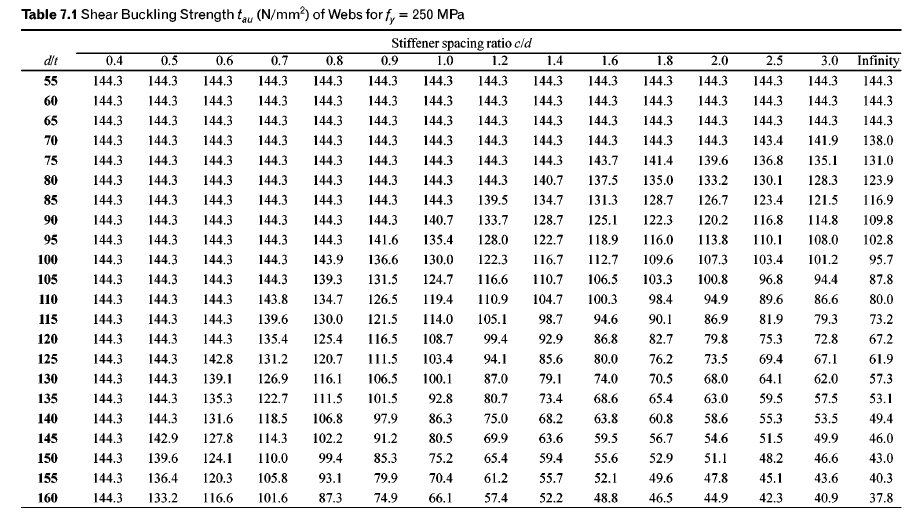 Table 7.1 Shear Buckling Strength tau (N/mm²) of Webs for fy = 250 MPa
Stiffener spacing ratio c/d
d/t 0.4 0.5 0.6 0.7 0.8 0.9 1.0 1.2 1.4 1.6 1.8 2.0 2.5 3.0 Infinity
55 144.3 144.3 144.3 144.3 144.3 144.3 144.3 144.3 144.3 144.3 144.3 144.3 144.3 144.3 144.3
60 144.3 144.3 144.3 144.3 144.3 144.3 144.3 144.3 144.3 144.3 144.3 144.3 144.3 144.3 144.3
65 144.3 144.3 144.3 144.3 144.3 144.3 144.3 144.3 144.3 144.3 144.3 144.3 144.3 144.3 144.3
70 144.3 144.3 144.3 144.3 144.3 144.3 144.3 144.3 144.3 144.3 144.3 144.3 143.4 141.9 138.0
75 144.3 144.3 144.3 144.3 144.3 144.3 144.3 144.3 144.3 143.7 141.4 139.6 136.8 135.1 131.0
80 144.3 144.3 144.3 144.3 144.3 144.3 144.3 144.3 140.7 137.5 135.0 133.2 130.1 128.3 123.9
85 144.3 144.3 144.3 144.3 144.3 144.3 144.3 139.5 134.7 131.3 128.7 126.7 123.4 121.5 116.9
90 144.3 144.3 144.3 144.3 144.3 144.3 140.7 133.7 128.7 125.1 122.3 120.2 116.8 114.8 109.8
95 144.3 144.3 144.3 144.3 144.3 141.6 135.4 128.0 122.7 118.9 116.0 113.8 110.1 108.0 102.8
100 144.3 144.3 144.3 144.3 143.9 136.6 130.0 122.3 116.7 112.7 109.6 107.3 103.4 101.2 95.7
105 144.3 144.3 144.3 144.3 139.3 131.5 124.7 116.6 110.7 106.5 103.3 100.8 96.8 94.4 87.8
110 144.3 144.3 144.3 143.8 134.7 126.5 119.4 110.9 104.7 100.3 98.4 94.9 89.6 86.6 80.0
115 144.3 144.3 144.3 139.6 130.0 121.5 114.0 105.1 98.7 94.6 90.1 86.9 81.9 79.3 73.2
120 144.3 144.3 144.3 135.4 125.4 116.5 108.7 99.4 92.9 86.8 82.7 79.8 75.3 72.8 67.2
125 144.3 144.3 142.8 131.2 120.7 111.5 103.4 94.1 85.6 80.0 76.2 73.5 69.4 67.1 61.9
130 144.3 144.3 139.1 126.9 116.1 106.5 100.1 87.0 79.1 74.0 70.5 68.0 64.1 62.0 57.3
135 144.3 144.3 135.3 122.7 111.5 101.5 92.8 80.7 73.4 68.6 65.4 63.0 59.5 57.5 53.1
140 144.3 144.3 131.6 118.5 106.8 97.9 86.3 75.0 68.2 63.8 60.8 58.6 55.3 53.5 49.4
145 144.3 142.9 127.8 114.3 102.2 91.2 80.5 69.9 63.6 59.5 56.7 54.6 51.5 49.9 46.0
150 144.3 139.6 124.1 110.0 99.4 85.3 75.2 65.4 59.4 55.6 52.9 51.1 48.2 46.6 43.0
155 144.3 136.4 120.3 105.8 93.1 79.9 70.4 61.2 55.7 52.1 49.6 47.8 45.1 43.6 40.3
160 144.3 133.2 116.6 101.6 87.3 74.9 66.1 57.4 52.2 48.8 46.5 44.9 42.3 40.9 37.8